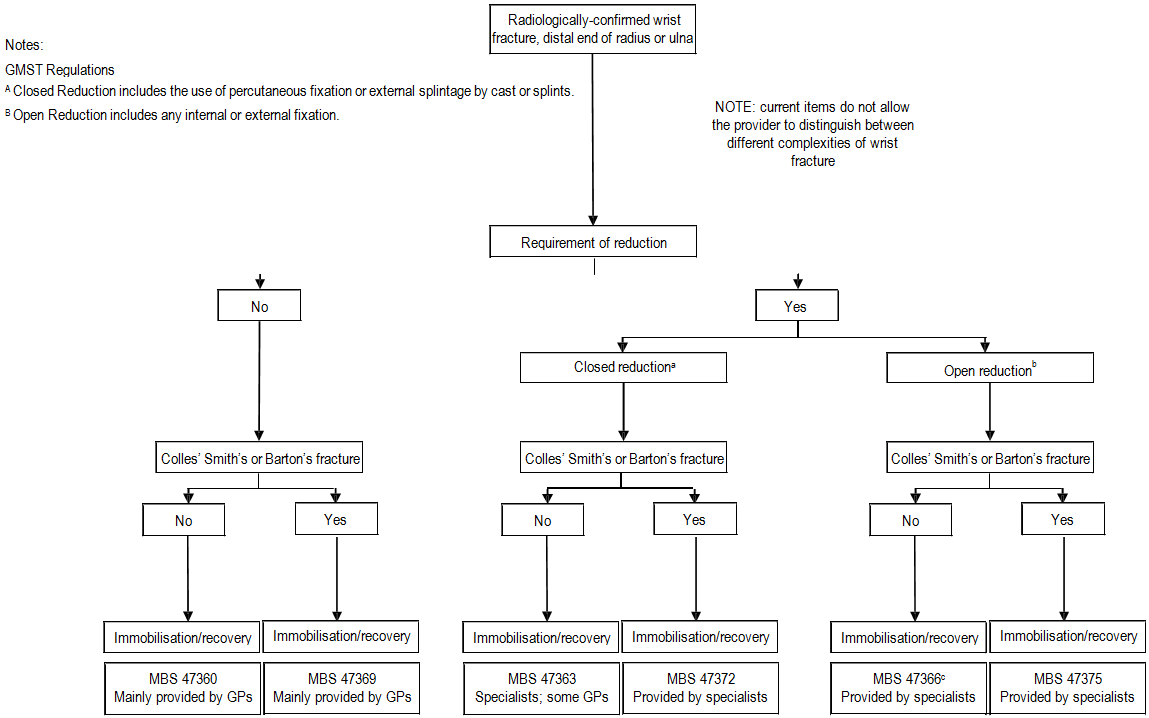 Radiologically-confirmed wrist
fracture, distal end of radius or ulna
Notes:
GMST Regulations
ᴬ Closed Reduction includes the use of percutaneous fixation or external splintage by cast or splints.
ᴮ Open Reduction includes any internal or external fixation.
NOTE: current items do not allow
the provider to distinguish between
different complexities of wrist
fracture
Requirement of reduction
No
Yes
Closed reductionᵃ
Open reductionᵇ
Colles’ Smith’s or Barton’s fracture
Colles’ Smith’s or Barton’s fracture
Colles’ Smith’s or Barton’s fracture
No
Yes
No
Yes
No
Yes
Immobilisation/recovery
Immobilisation/recovery
Immobilisation/recovery
Immobilisation/recovery
Immobilisation/recovery
Immobilisation/recovery
MBS 47360
Mainly provided by GPs
MBS 47369
Mainly provided by GPs
MBS 47363
Specialists; some GPs
MBS 47372
Provided by specialists
MBS 47366ᶜ
Provided by specialists
MBS 47375
Provided by specialists